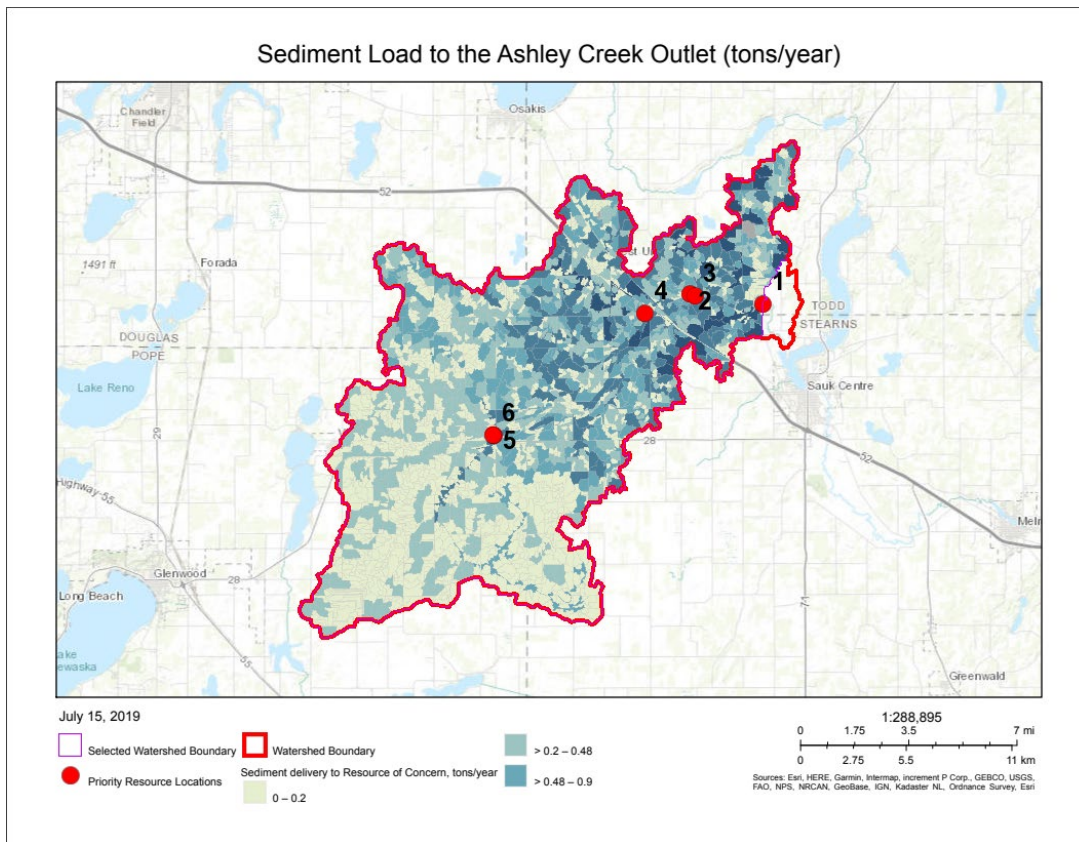 Sediment Load to the Ashley Creek Outlet (tons/year)
Chandler
Field
Osakis
52
1491 ft
Forada
3
4
2
1
TODD
STEARNS
DOUGLAS
POPE
Lake Reno
Sauk Centre
29
6
5
28
52
Highway 55
Glenwood
28
Long Beach
55
71
Greenwald
July 15, 2019
Selected Watershed Boundary
Priority Resource Locations
Watershed Boundary
Sediment delivery to Resource of Concern, tons/year
0 – 0.2
> 0.2 – 0.48
> 0.48 – 0.9
1:288,895
0 1.75 3.5 7 mi
0 2.75 5.5 11 km
Sources: Esri, HERE, Garmin, Intermap, increment P Corp., GEBCO, USGS,
FAO, NPS, NRCAN, GeoBase, IGN, Kadaster NL, Ordnance Survey, Esri